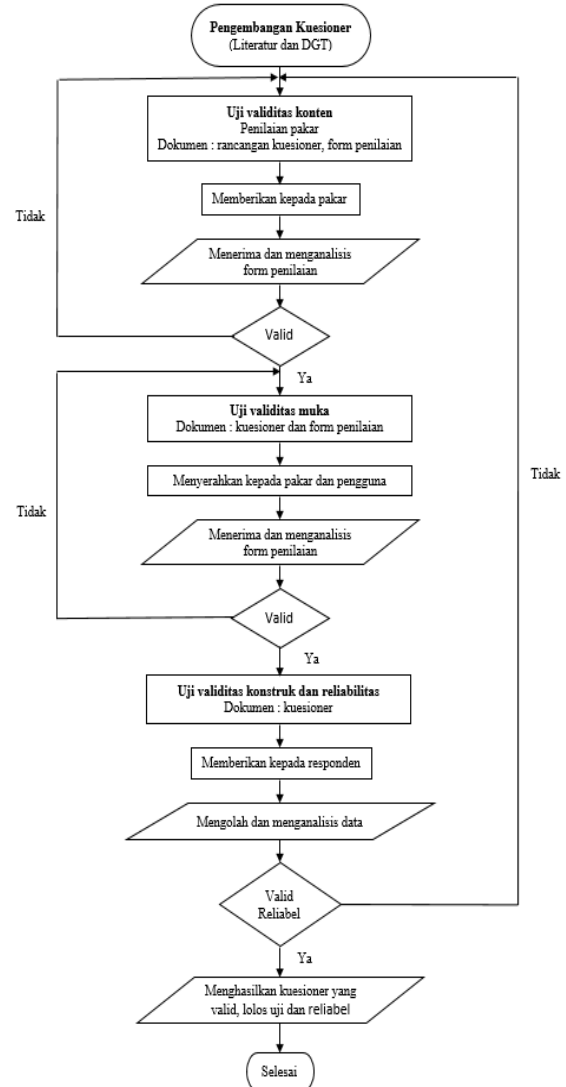 Pengembangan Kuesioner
(Literatur dan DGT)
Uji validitas konten
Penilaian pakar
Dokumen : rancangan kuesioner, form penilaian
Memberikan kepada pakar
Tidak
Menerima dan menganalisis
form penilaian
Valid
Ya
Uji validitas muka
Dokumen : kuesioner dan form penilaian
Tidak
Menyerahkan kepada pakar dan pengguna
Tidak
Menerima dan menganalisis
form penilaian
Valid
Ya
Uji validitas konstruk dan reliabilitas
Dokumen : kuesioner
Memberikan kepada responden
Mengolah dan menganalisis data
Valid
Reliabel
Ya
Menghasilkan kuesioner yang
valid, lolos uji dan reliabel
Selesai